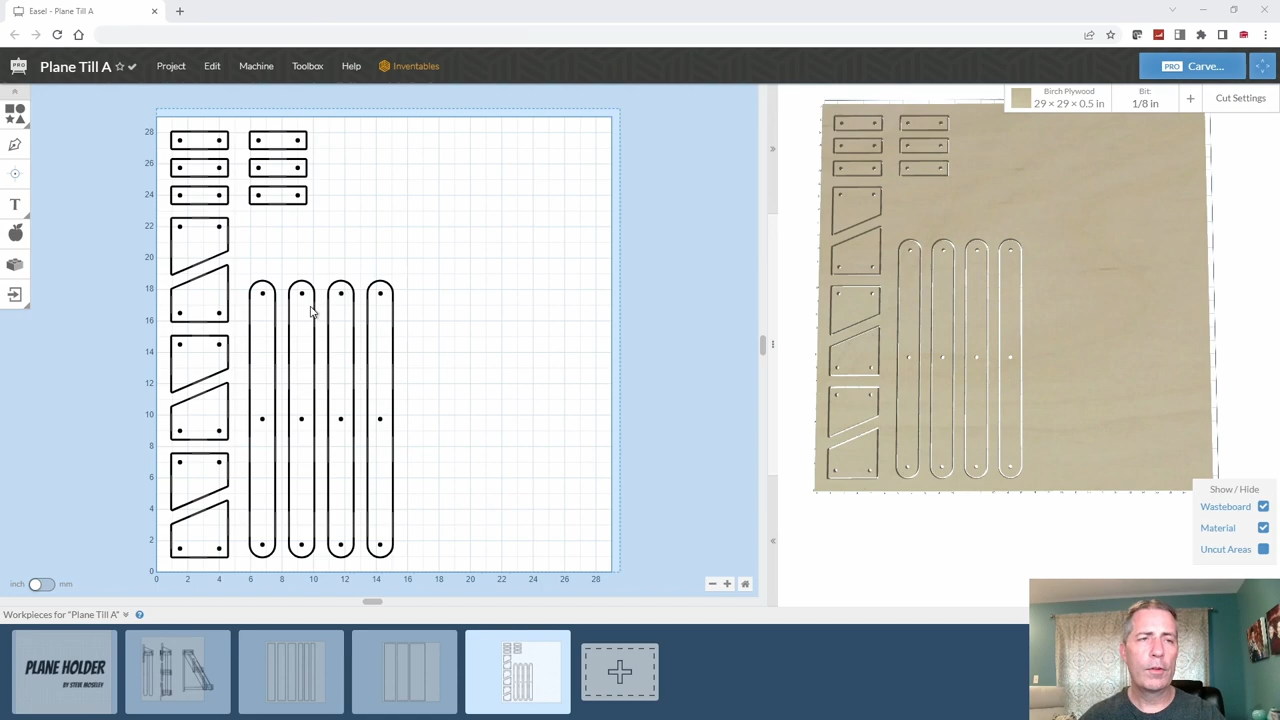 Easel - Plane Till A
PRO
Plane Till A
Project
Edit
Machine
Toolbox
Help
Inventables
PRO
Carve...
Birch Plywood
29 × 29 × 0.5 in
Bit:
1/8 in
Cut Settings
T
28
26
24
22
20
18
16
14
12
10
8
6
4
2
0
0
2
4
6
8
10
12
14
16
18
20
22
24
26
28
inch
mm
Show / Hide
Wasteboard
Material
Uncut Areas
Workpieces for "Plane Till A"
PLANE HOLDER
BY STEVE MOSELEY